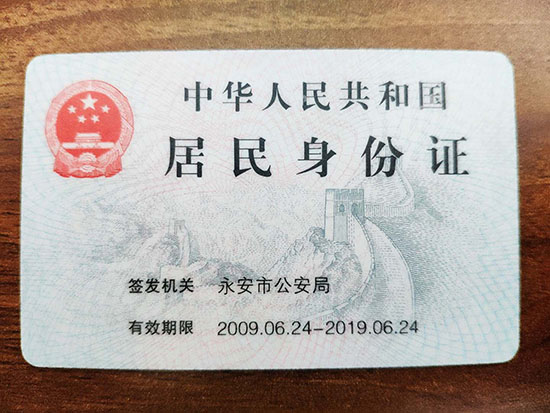 中华人民共和国
居民身份证
签发机关 永安市公安局
有效期限 2009.06.24-2019.06.24